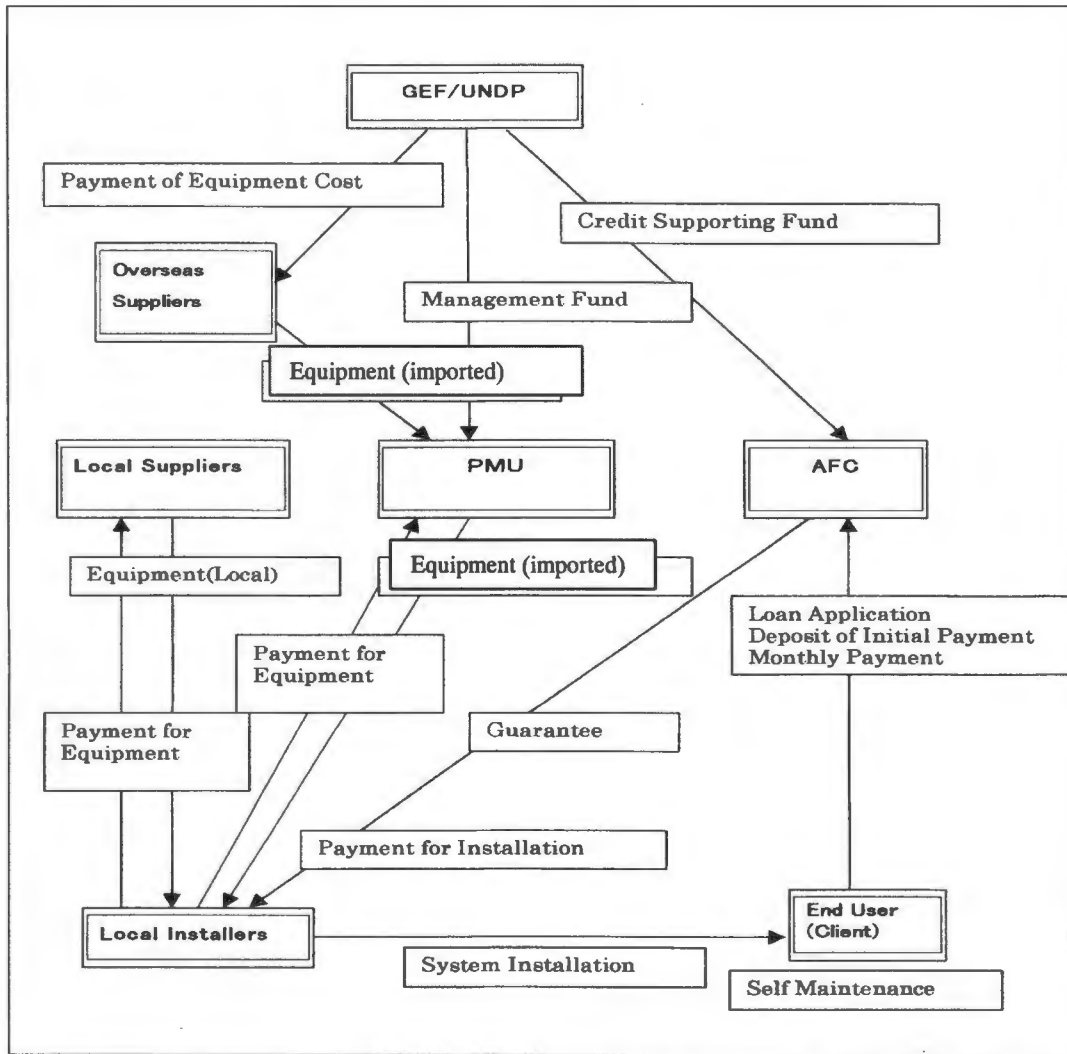 GEF/UNDP
Payment of Equipment Cost
Credit Supporting Fund
Overseas
Suppliers
Management Fund
Equipment (imported)
Local Suppliers
PMU
AFC
Equipment(Local)
Equipment (imported)
Loan Application
Deposit of Initial Payment
Monthly Payment
Payment for
Equipment
Payment for
Equipment
Guarantee
Payment for Installation
Local Installers
End User
(Client)
System Installation
Self Maintenance